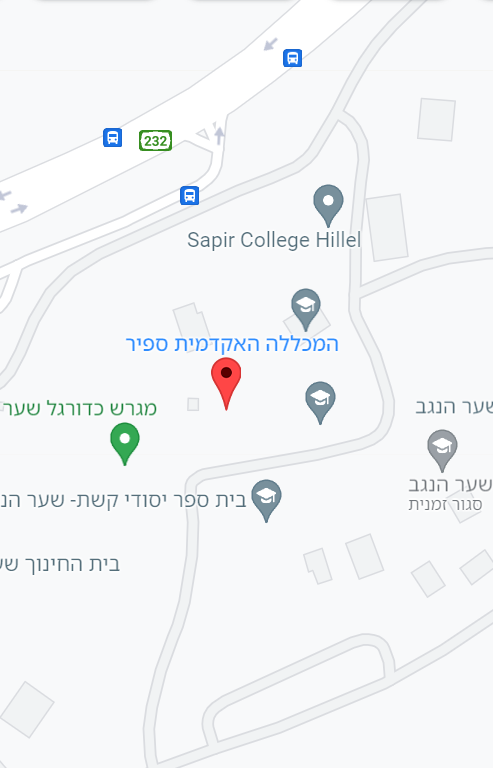 232
Sapir College Hillel
המכללה האקדמית ספיר
מגרש כדורגל שער
שער הנגב
שער הנגב
סגור זמנית
בית ספר יסודי קשת- שער
בית החינוך